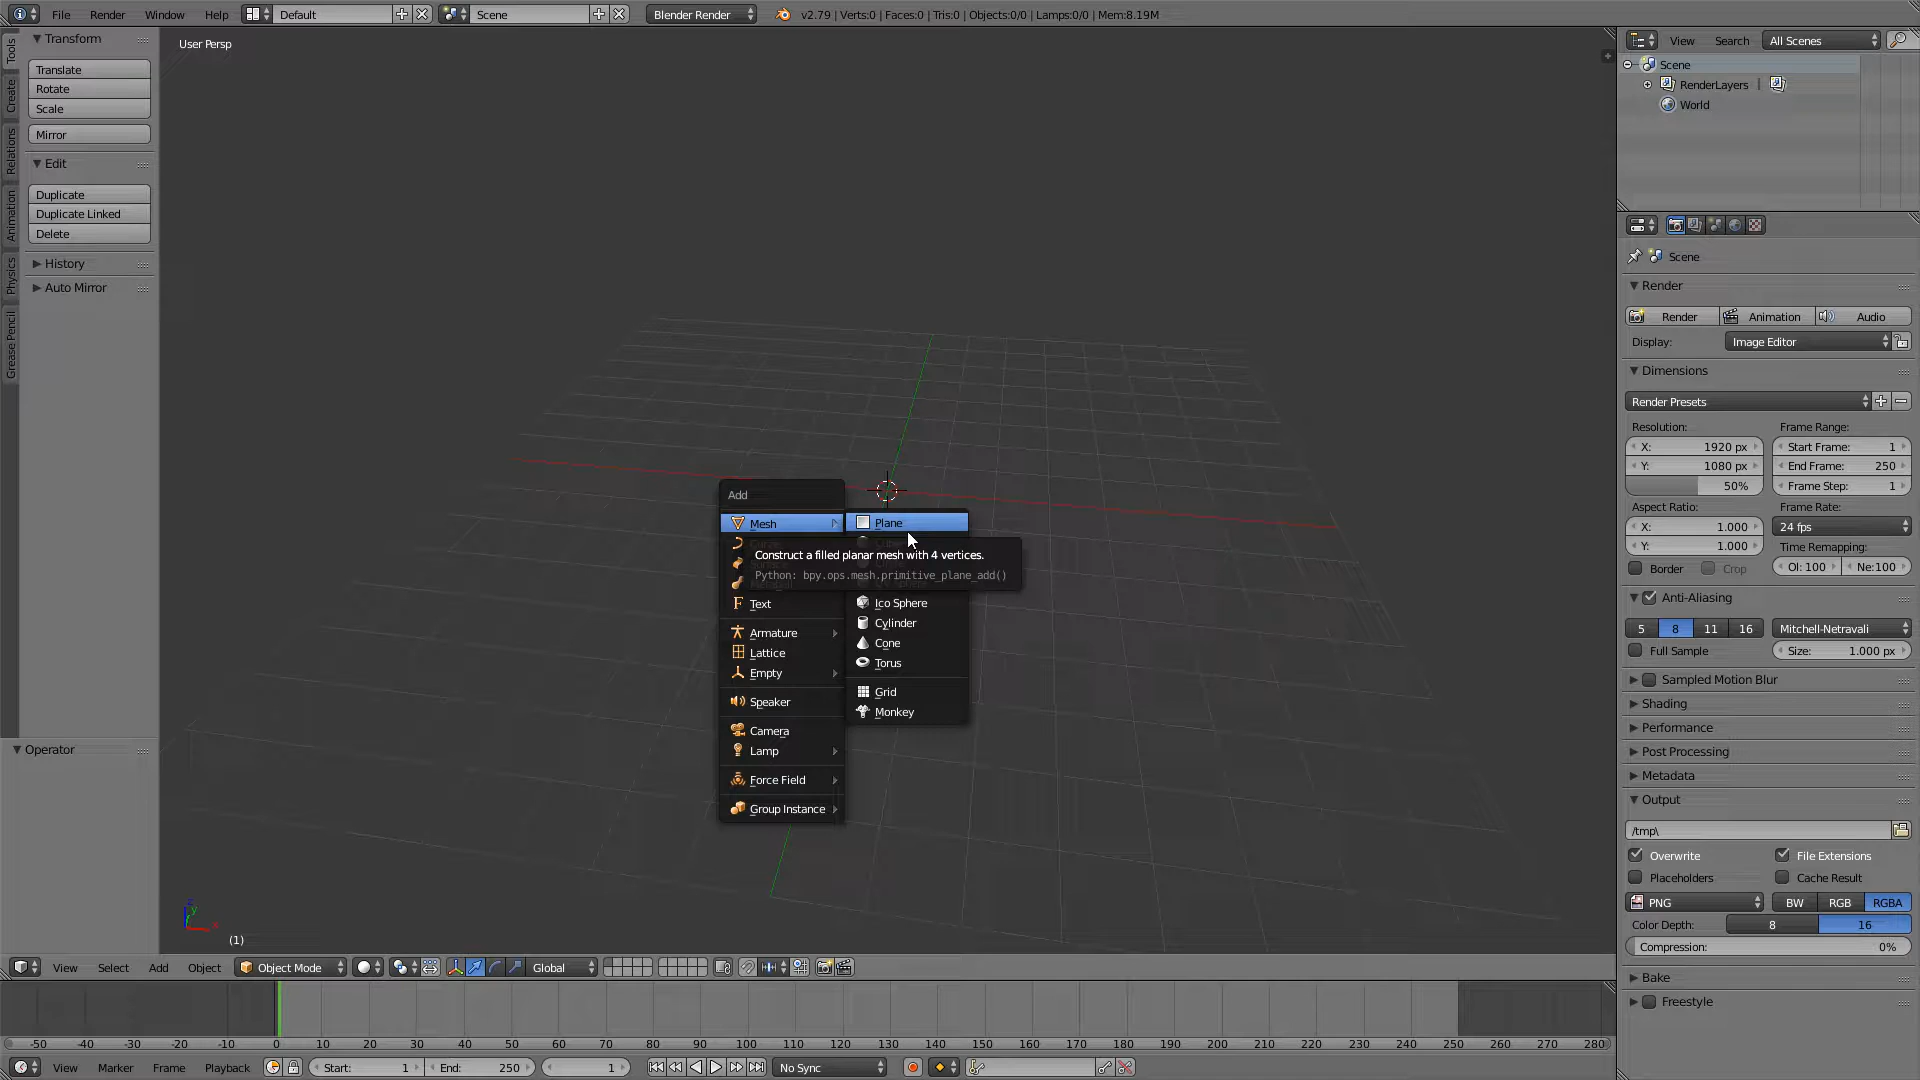 File Render Window Help Default Scene Blender Render v2.79 | Verts:0 | Faces:0 | Tris:0 | Objects:0/0 | Lamps:0/0 | Mem:8.19M
User Persp
Tools
Create
Relations
Animation
Physics
Grease Pencil
Transform
Translate
Rotate
Scale
Mirror
Edit
Duplicate
Duplicate Linked
Delete
History
Auto Mirror
Operator
Add
Mesh
Text
Armature
Lattice
Empty
Speaker
Camera
Lamp
Force Field
Group Instance
Plane
Construct a filled planar mesh with 4 vertices.
Python: bpy.ops.mesh.primitive_plane_add()
Ico Sphere
Cylinder
Cone
Torus
Grid
Monkey
z
y
x
(1)
View Select Add Object Object Mode Global
-50 -40 -30 -20 -10 0 10 20 30 40 50 60 70 80 90 100 110 120 130 140 150 160 170 180 190 200 210 220 230 240 250 260 270 280
View Marker Frame Playback Start: 1 End: 250 1 No Sync
View Search All Scenes
Scene
RenderLayers |
World
Scene
Render
Render Animation Audio
Display: Image Editor
Dimensions
Render Presets
Resolution: Frame Range:
X: 1920 px Start Frame: 1
Y: 1080 px End Frame: 250
50% Frame Step: 1
Aspect Ratio: Frame Rate:
X: 1.000 24 fps
Y: 1.000 Time Remapping:
Border Crop Ol: 100 Ne:100
Anti-Aliasing
5 8 11 16 Mitchell-Netravali
Full Sample Size: 1.000 px
Sampled Motion Blur
Shading
Performance
Post Processing
Metadata
Output
/tmp\
Overwrite File Extensions
Placeholders Cache Result
PNG BW RGB RGBA
Color Depth: 8 16
Compression: 0%
Bake
Freestyle